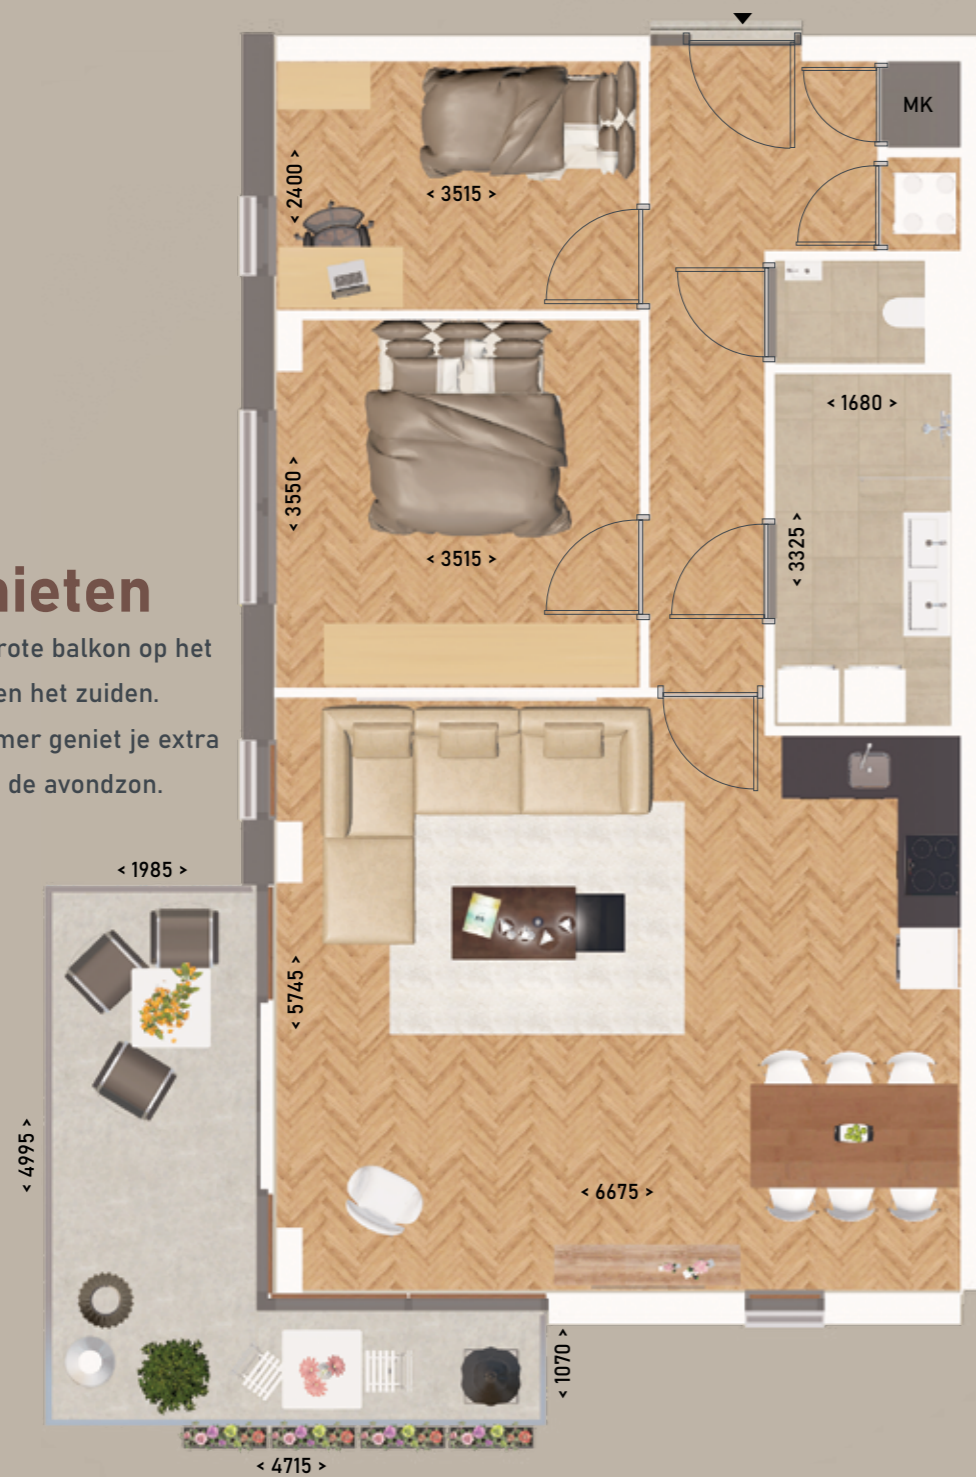 MK
< 2400 >
< 3515 >
< 1680 >
< 3550 >
< 3325 >
< 3515 >
nieten
rote balkon op het
en het zuiden.
mer geniet je extra
de avondzon.
< 1985 >
< 5745 >
< 4995 >
< 6675 >
< 1070 >
< 4715 >